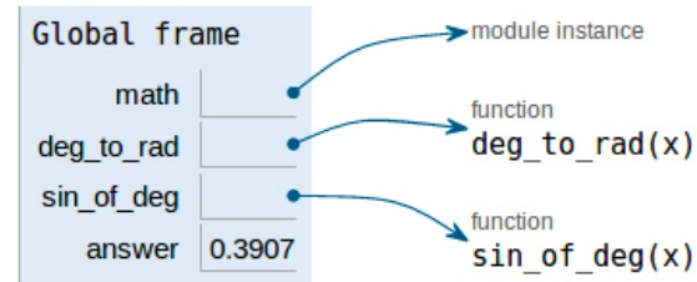 Global frame
module instance
math
function
deg_to_rad
deg_to_rad(x)
sin_of_deg
function
answer 0.3907
sin_of_deg(x)